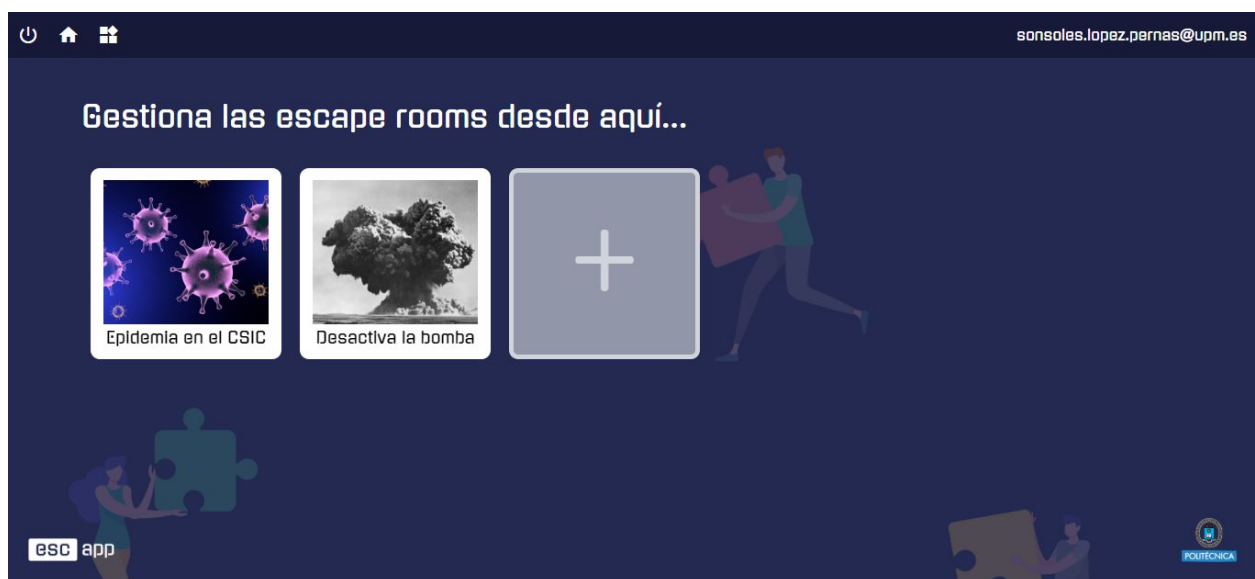 sonsoles.lopez.pernas@upm.es
Gestiona las escape rooms desde aquí...
Epidemia en el CSIC
Desactiva la bomba
esc app
POLITÉCNICA